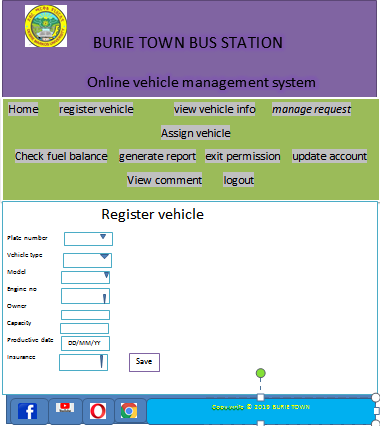 BURIE TOWN BUS STATION
Online vehicle management system
Home register vehicle view vehicle info manage request
Assign vehicle
Check fuel balance generate report exit permission update account
View comment logout
Register vehicle
Plate number
Vehicle type
Model
Engine no
Owner
Capacity
Productive date DD/MM/YY
Insurance
Save
© 2019 BURIE TOWN